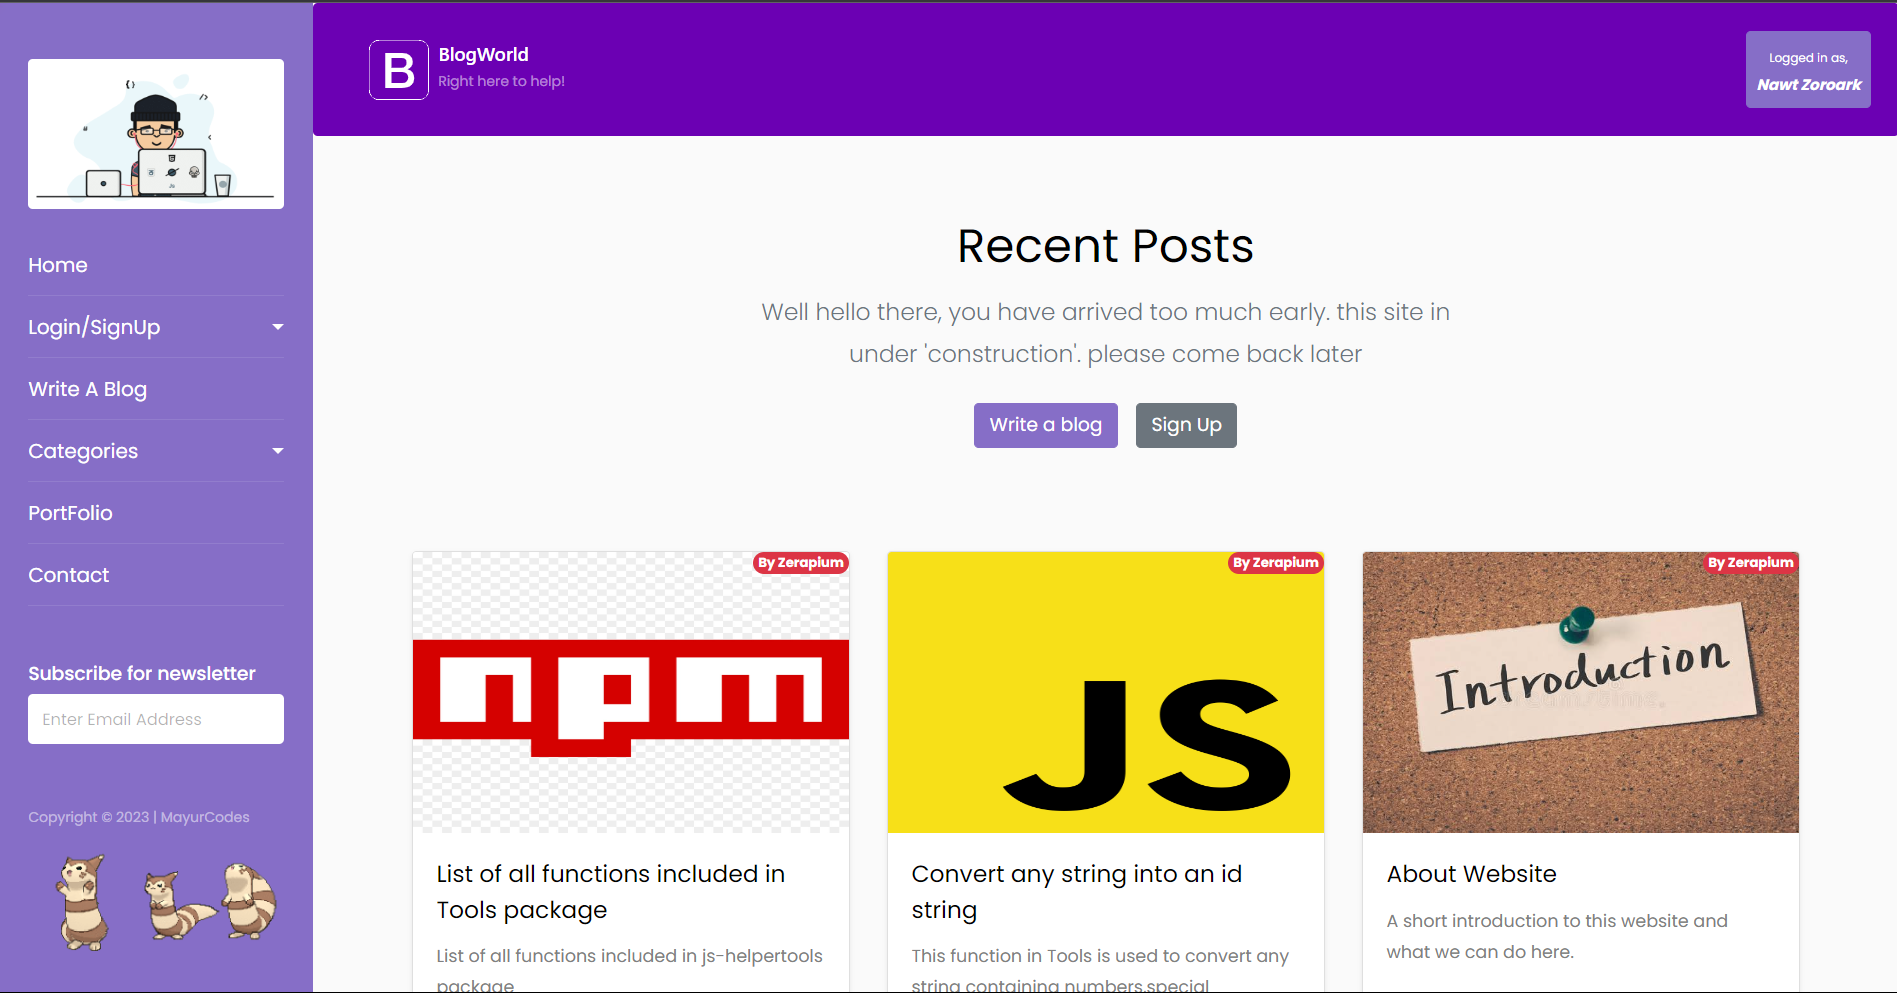 Home
Login/SignUp
Write A Blog
Categories
PortFolio
Contact
Subscribe for newsletter
Enter Email Address
Copyright © 2023 | MayurCodes
B
BlogWorld
Right here to help!
Logged in as,
Nawt Zoroark
Recent Posts
Well hello there, you have arrived too much early. this site in
under 'construction'. please come back later
Write a blog
Sign Up
By Zerapium
npm
List of all functions included in
Tools package
List of all functions included in js-helpertools
package
By Zerapium
JS
Convert any string into an id
string
This function in Tools is used to convert any
string containing numbers,special
By Zerapium
Introduction
About Website
A short introduction to this website and
what we can do here.